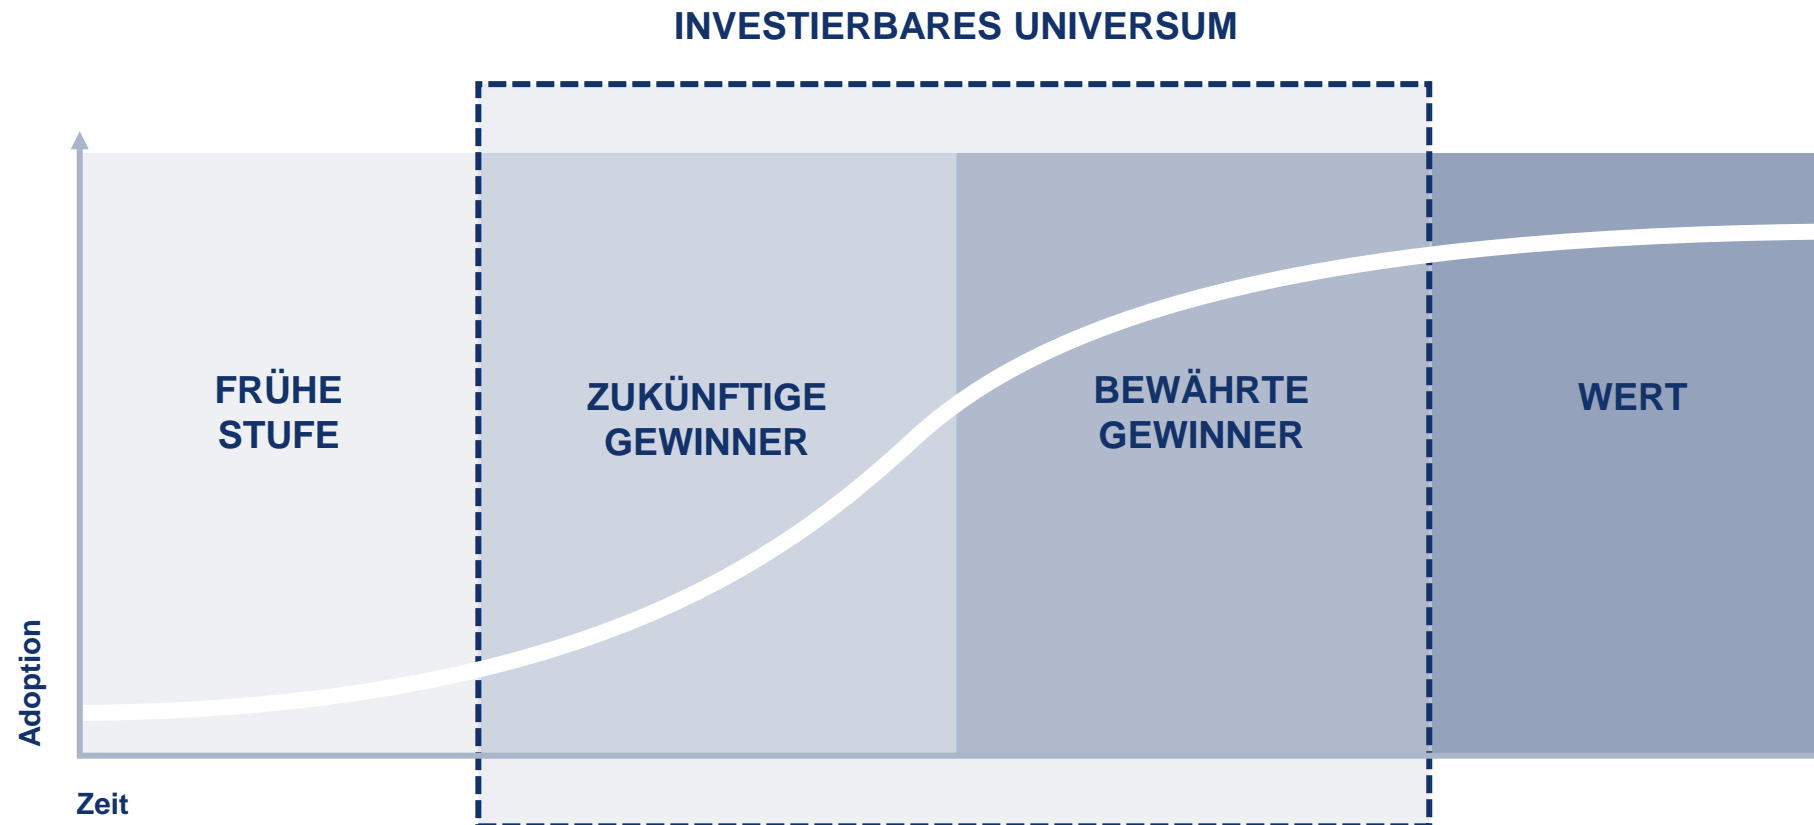 INVESTIERBARES UNIVERSUM
FRÜHE
STUFE
ZUKÜNFTIGE
GEWINNER
BEWÄHRTE
GEWINNER
WERT
Adoption
Zeit